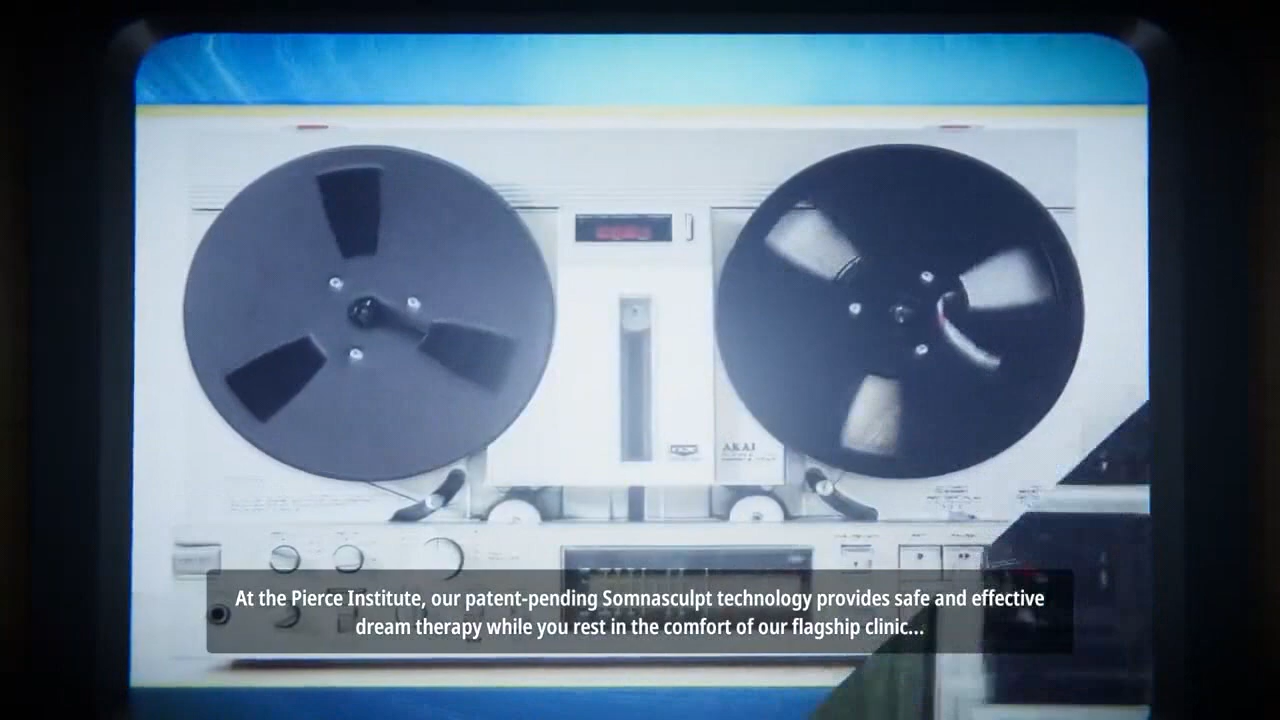 AKAI
At the Pierce Institute, our patent-pending Somnasculpt technology provides safe and effective
dream therapy while you rest in the comfort of our flagship clinic...